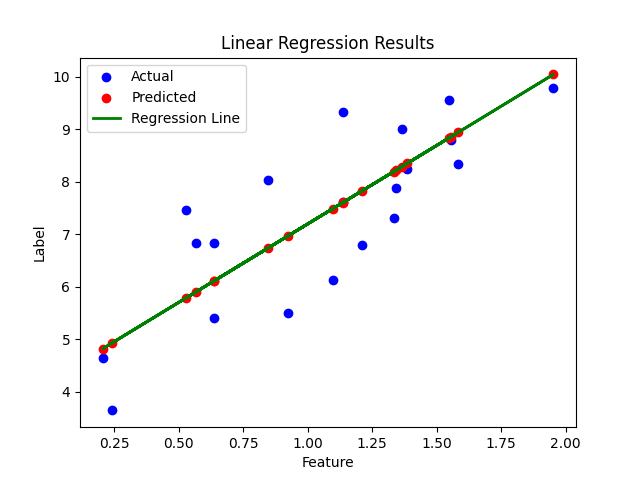 Linear Regression Results
Actual
Predicted
Regression Line
10
9
8
7
6
5
4
Label
0.25 0.50 0.75 1.00 1.25 1.50 1.75 2.00
Feature